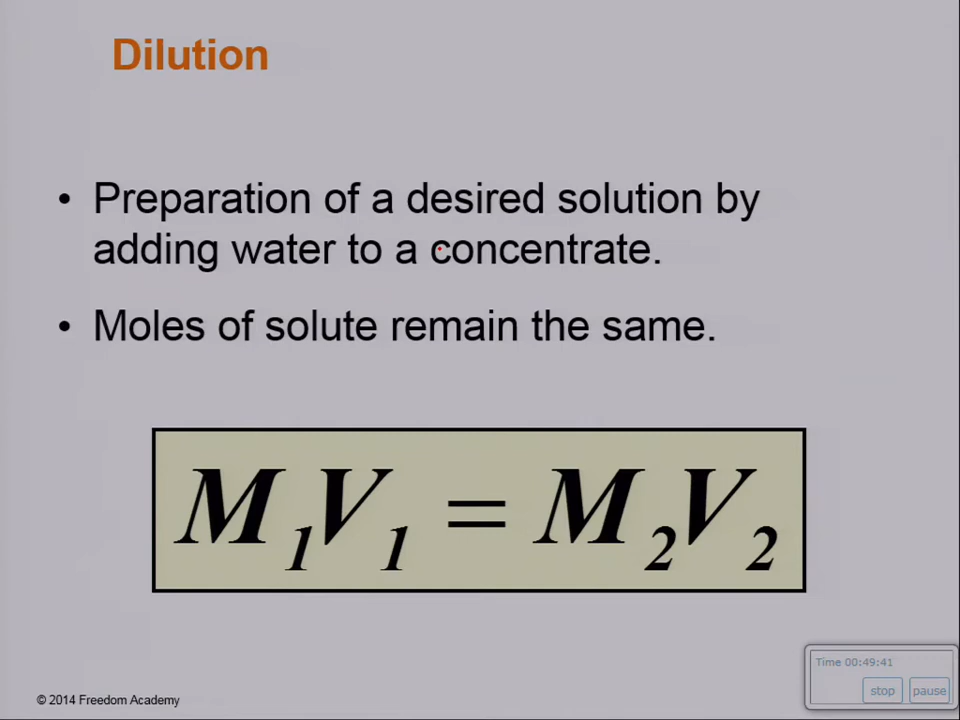 Dilution
• Preparation of a desired solution by
adding water to a concentrate.
• Moles of solute remain the same.
M₁V₁ = M₂V₂
Time 00:49:41
stop pause
© 2014 Freedom Academy